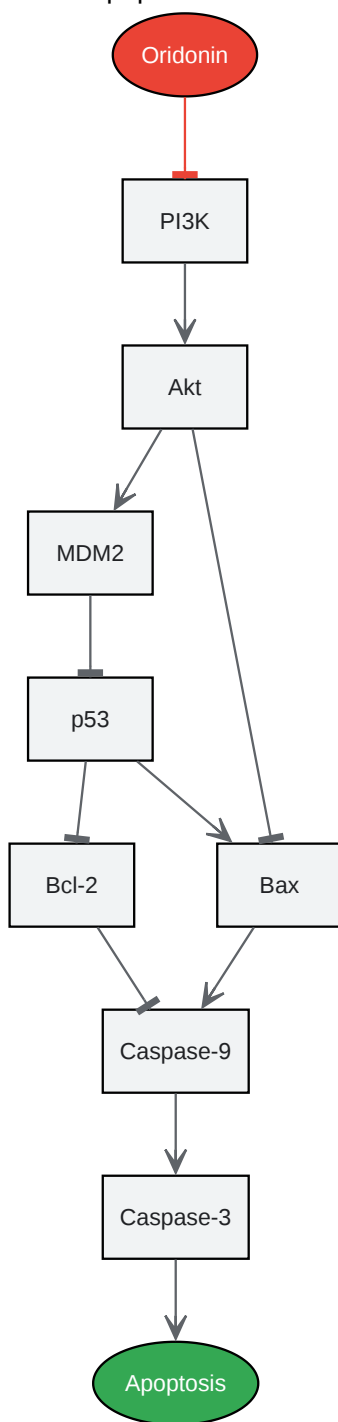 Oridonin
PI3K
Akt
MDM2
p53
Bcl-2
Bax
Caspase-9
Caspase-3
Apoptosis